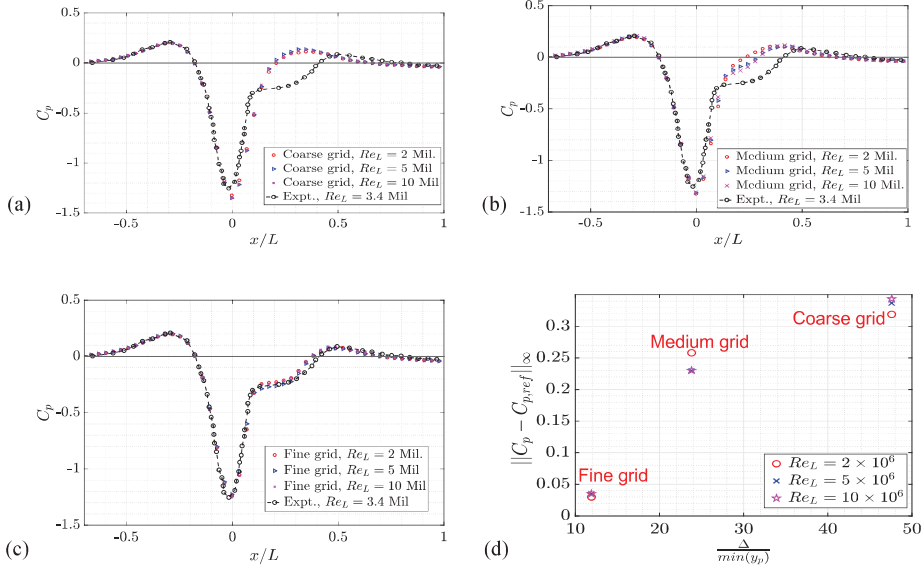 0.5
0
-0.5
-1
-1.5
C_p
-0.5
0
0.5
1
x/L
Coarse grid, Re_L = 2 Mil.
Coarse grid, Re_L = 5 Mil
Coarse grid, Re_L = 10 Mil
Expt., Re_L = 3.4 Mil
(a)
0.5
0
-0.5
-1
-1.5
C_p
-0.5
0
0.5
1
x/L
Medium grid, Re_L = 2 Mil.
Medium grid, Re_L = 5 Mil
Medium grid, Re_L = 10 Mil.
Expt., Re_L = 3.4 Mil
(b)
0.5
0
-0.5
-1
-1.5
C_p
-0.5
0
0.5
1
x/L
Fine grid, Re_L = 2 Mil.
Fine grid, Re_L = 5 Mil
Fine grid, Re_L = 10 Mil
Expt., Re_L = 3.4 Mil
(c)
0.3
0.25
0.2
0.15
0.1
0.05
0
||C_p − C_{p,ref}||_∞
Coarse grid
Medium grid
Fine grid
Re_L = 2 × 10^6
Re_L = 5 × 10^6
Re_L = 10 × 10^6
10
20
30
40
50
Δ
min(y_p)
(d)